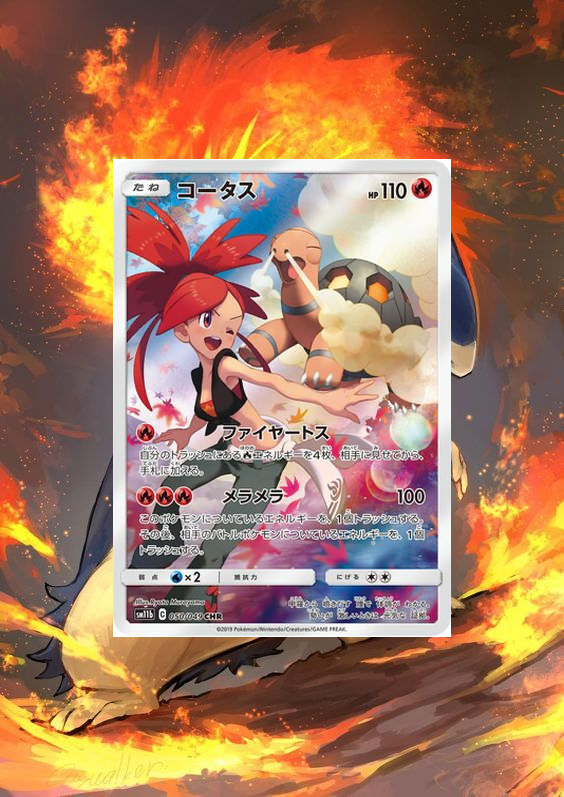 たね コータス HP 110
ファイヤートス
自分のトラッシュにある エネルギーを4枚、相手に見せてから、
手札に加える。
メラメラ 100
このポケモンについているエネルギーを、1個トラッシュする。
その後、相手のバトルポケモンについているエネルギーを、1個
トラッシュする。
弱点 ×2 抵抗力 にげる
Illus. Ryota Murayama
sm11b C 050/049 CHR
©2019 Pokémon/Nintendo/Creatures/GAME FREAK.